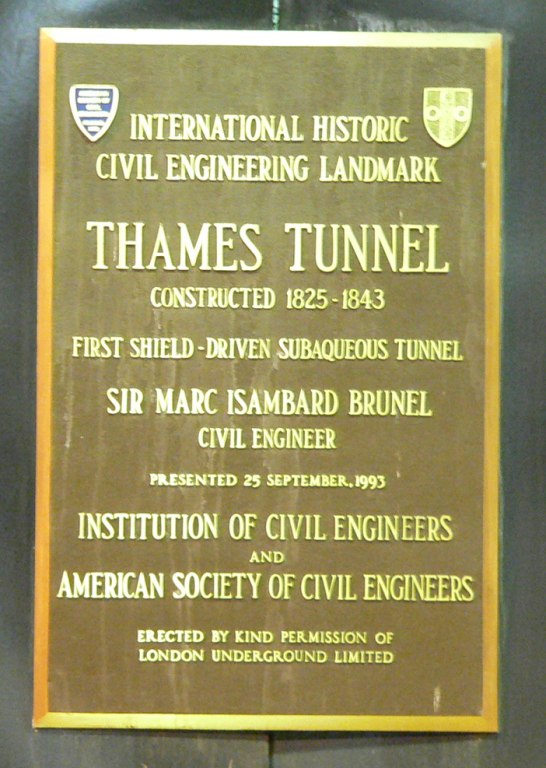 INTERNATIONAL HISTORIC
CIVIL ENGINEERING LANDMARK
THAMES TUNNEL
CONSTRUCTED 1825-1843
FIRST SHIELD-DRIVEN SUBAQUEOUS TUNNEL
SIR MARC ISAMBARD BRUNEL
CIVIL ENGINEER
PRESENTED 25 SEPTEMBER, 1993
INSTITUTION OF CIVIL ENGINEERS
AND
AMERICAN SOCIETY OF CIVIL ENGINEERS
ERECTED BY KIND PERMISSION OF
LONDON UNDERGROUND LIMITED